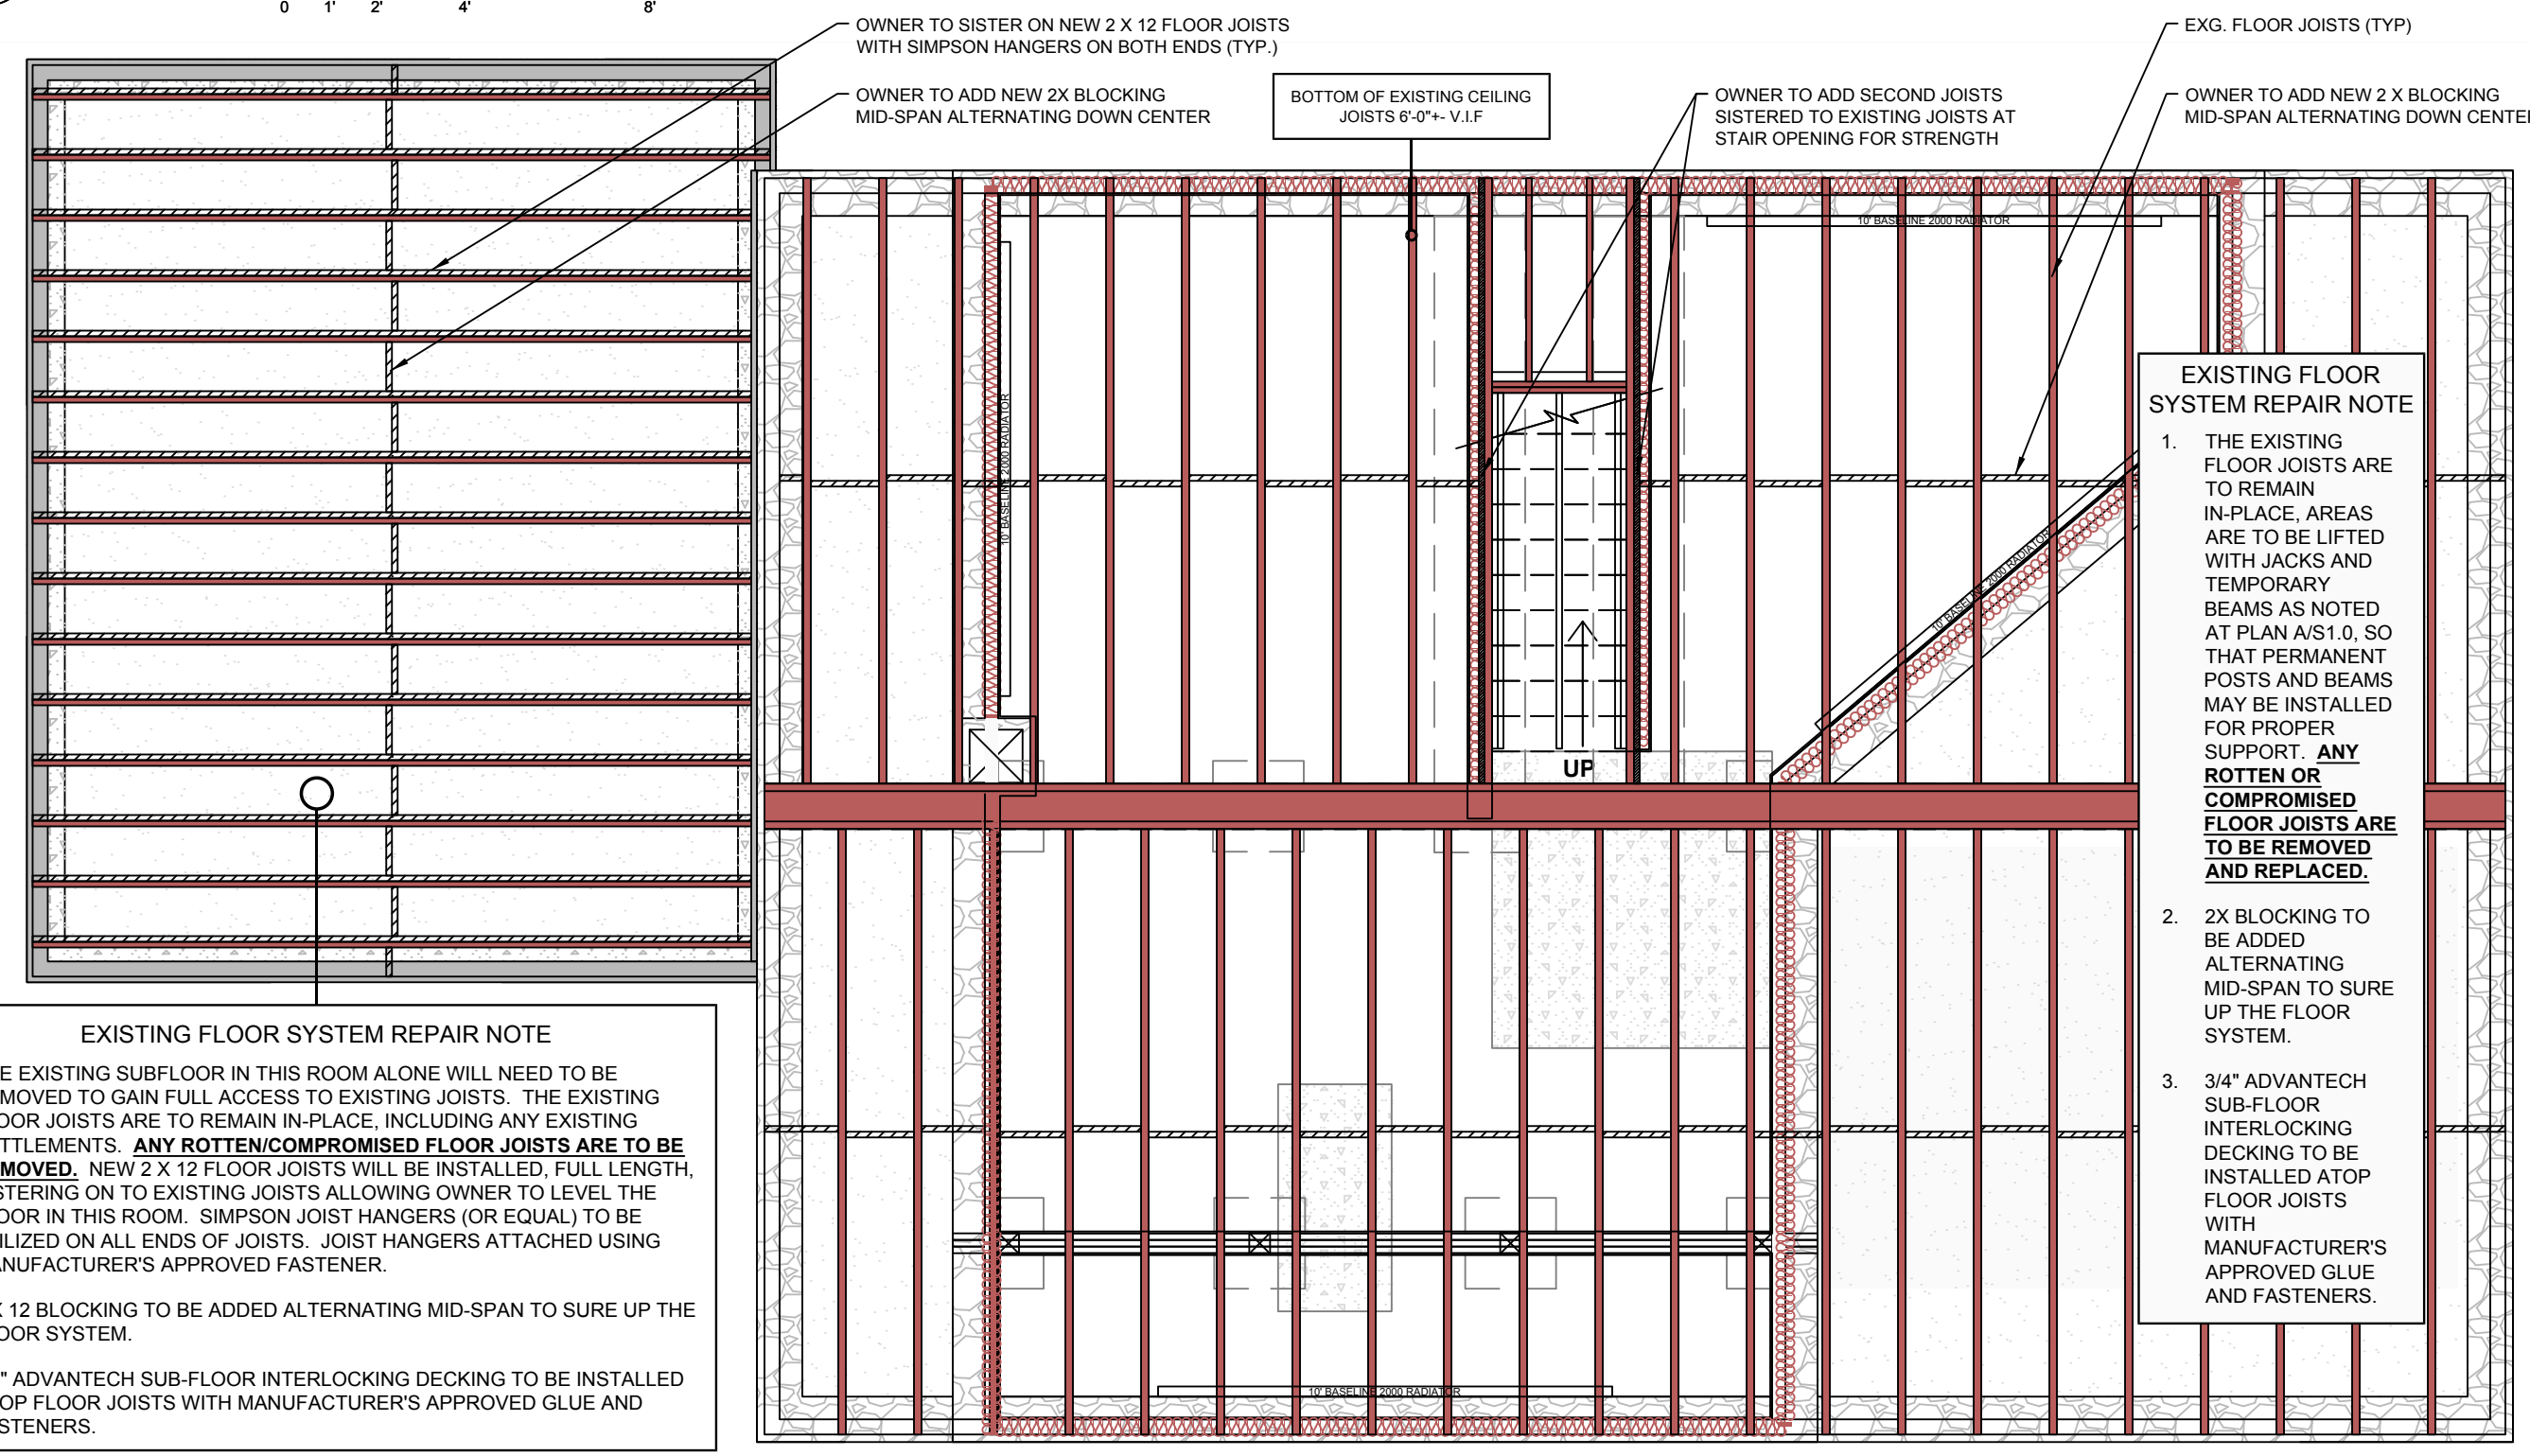 0 1' 2' 4' 8'
OWNER TO SISTER ON NEW 2 X 12 FLOOR JOISTS
WITH SIMPSON HANGERS ON BOTH ENDS (TYP.)
OWNER TO ADD NEW 2X BLOCKING
MID-SPAN ALTERNATING DOWN CENTER
BOTTOM OF EXISTING CEILING
JOISTS 6'-0"+- V.I.F
OWNER TO ADD SECOND JOISTS
SISTERED TO EXISTING JOISTS AT
STAIR OPENING FOR STRENGTH
EXG. FLOOR JOISTS (TYP)
OWNER TO ADD NEW 2 X BLOCKING
MID-SPAN ALTERNATING DOWN CENTE
10' BASELINE 2000 RADIATOR
10' BASELINE 2000 RADIATOR
10' BASELINE 2000 RADIATOR
UP
10' BASELINE 2000 RADIATOR
EXISTING FLOOR
SYSTEM REPAIR NOTE
1. THE EXISTING
FLOOR JOISTS ARE
TO REMAIN
IN-PLACE, AREAS
ARE TO BE LIFTED
WITH JACKS AND
TEMPORARY
BEAMS AS NOTED
AT PLAN A/S1.0, SO
THAT PERMANENT
POSTS AND BEAMS
MAY BE INSTALLED
FOR PROPER
SUPPORT. ANY
ROTTEN OR
COMPROMISED
FLOOR JOISTS ARE
TO BE REMOVED
AND REPLACED.
2. 2X BLOCKING TO
BE ADDED
ALTERNATING
MID-SPAN TO SURE
UP THE FLOOR
SYSTEM.
3. 3/4" ADVANTECH
SUB-FLOOR
INTERLOCKING
DECKING TO BE
INSTALLED ATOP
FLOOR JOISTS
WITH
MANUFACTURER'S
APPROVED GLUE
AND FASTENERS.
EXISTING FLOOR SYSTEM REPAIR NOTE
E EXISTING SUBFLOOR IN THIS ROOM ALONE WILL NEED TO BE
MOVED TO GAIN FULL ACCESS TO EXISTING JOISTS. THE EXISTING
OOR JOISTS ARE TO REMAIN IN-PLACE, INCLUDING ANY EXISTING
TTLEMENTS. ANY ROTTEN/COMPROMISED FLOOR JOISTS ARE TO BE
MOVED. NEW 2 X 12 FLOOR JOISTS WILL BE INSTALLED, FULL LENGTH,
STERING ON TO EXISTING JOISTS ALLOWING OWNER TO LEVEL THE
OOR IN THIS ROOM. SIMPSON JOIST HANGERS (OR EQUAL) TO BE
ILIZED ON ALL ENDS OF JOISTS. JOIST HANGERS ATTACHED USING
ANUFACTURER'S APPROVED FASTENER.
X 12 BLOCKING TO BE ADDED ALTERNATING MID-SPAN TO SURE UP THE
OOR SYSTEM.
" ADVANTECH SUB-FLOOR INTERLOCKING DECKING TO BE INSTALLED
OP FLOOR JOISTS WITH MANUFACTURER'S APPROVED GLUE AND
STENERS.